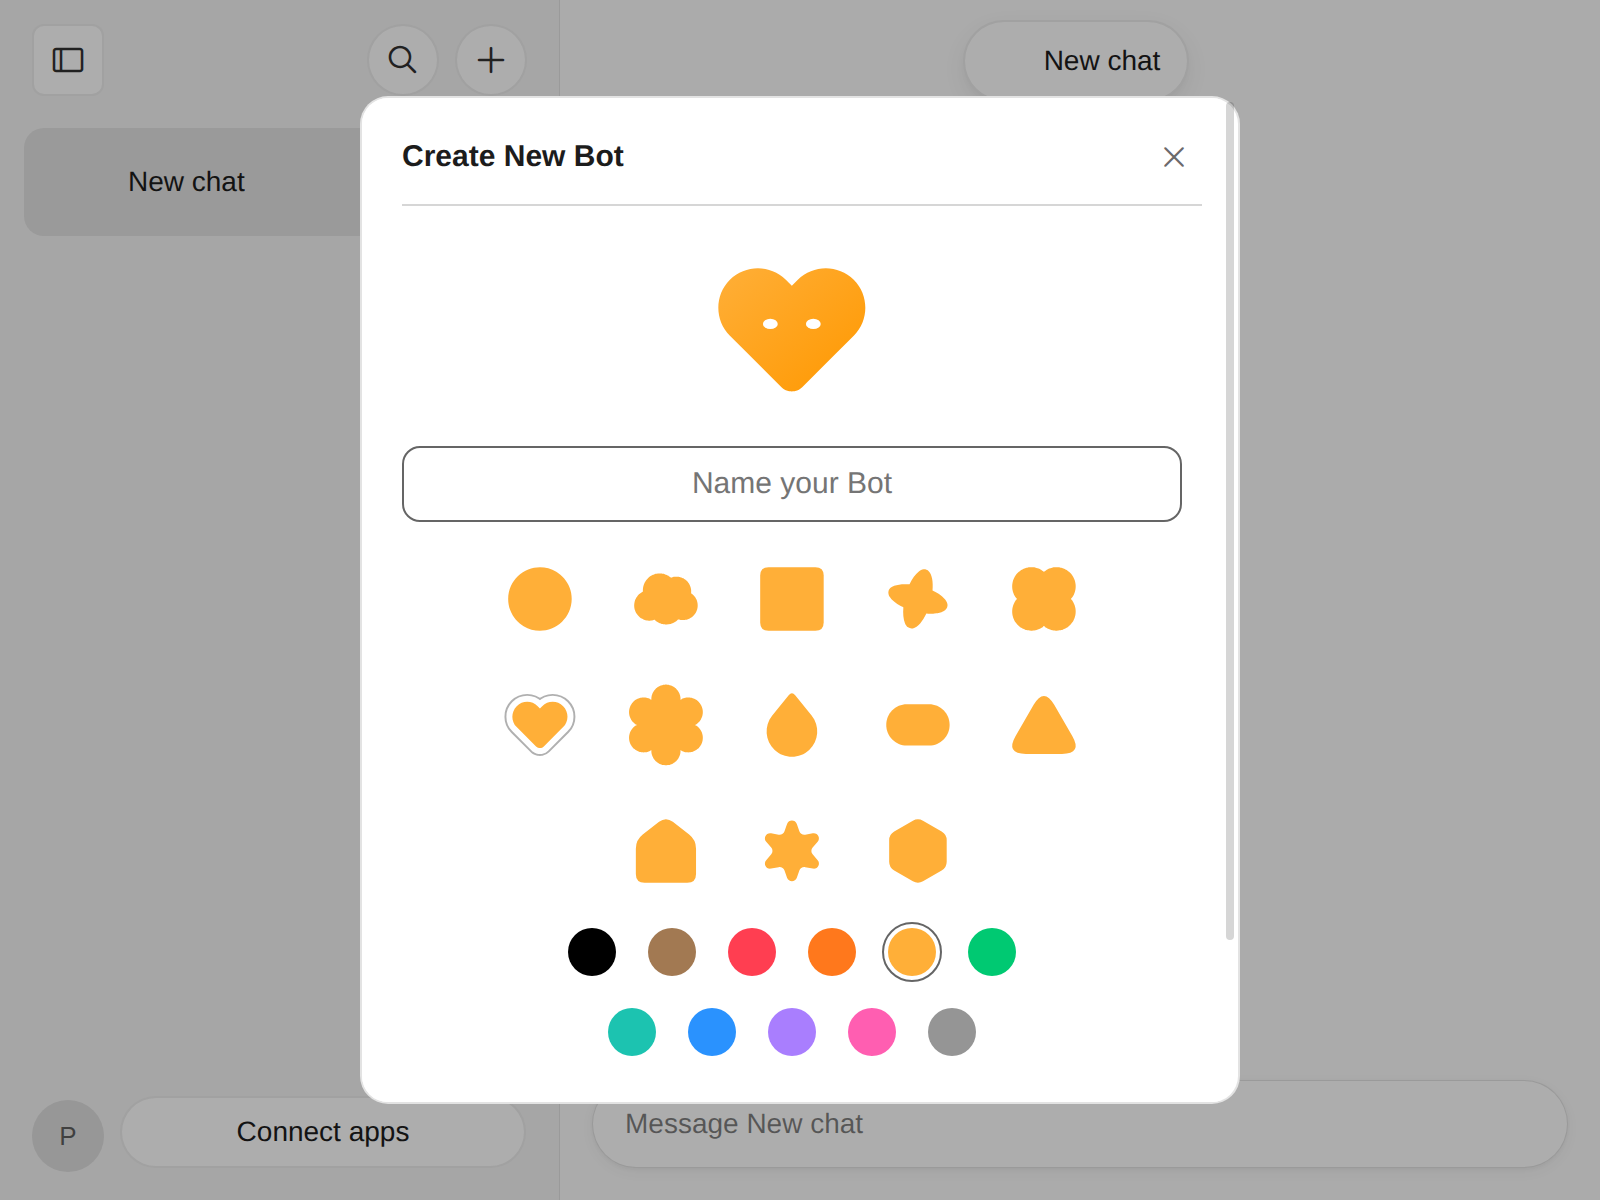 New chat
New chat
Create New Bot
Name your Bot
P
Connect apps
Message New chat